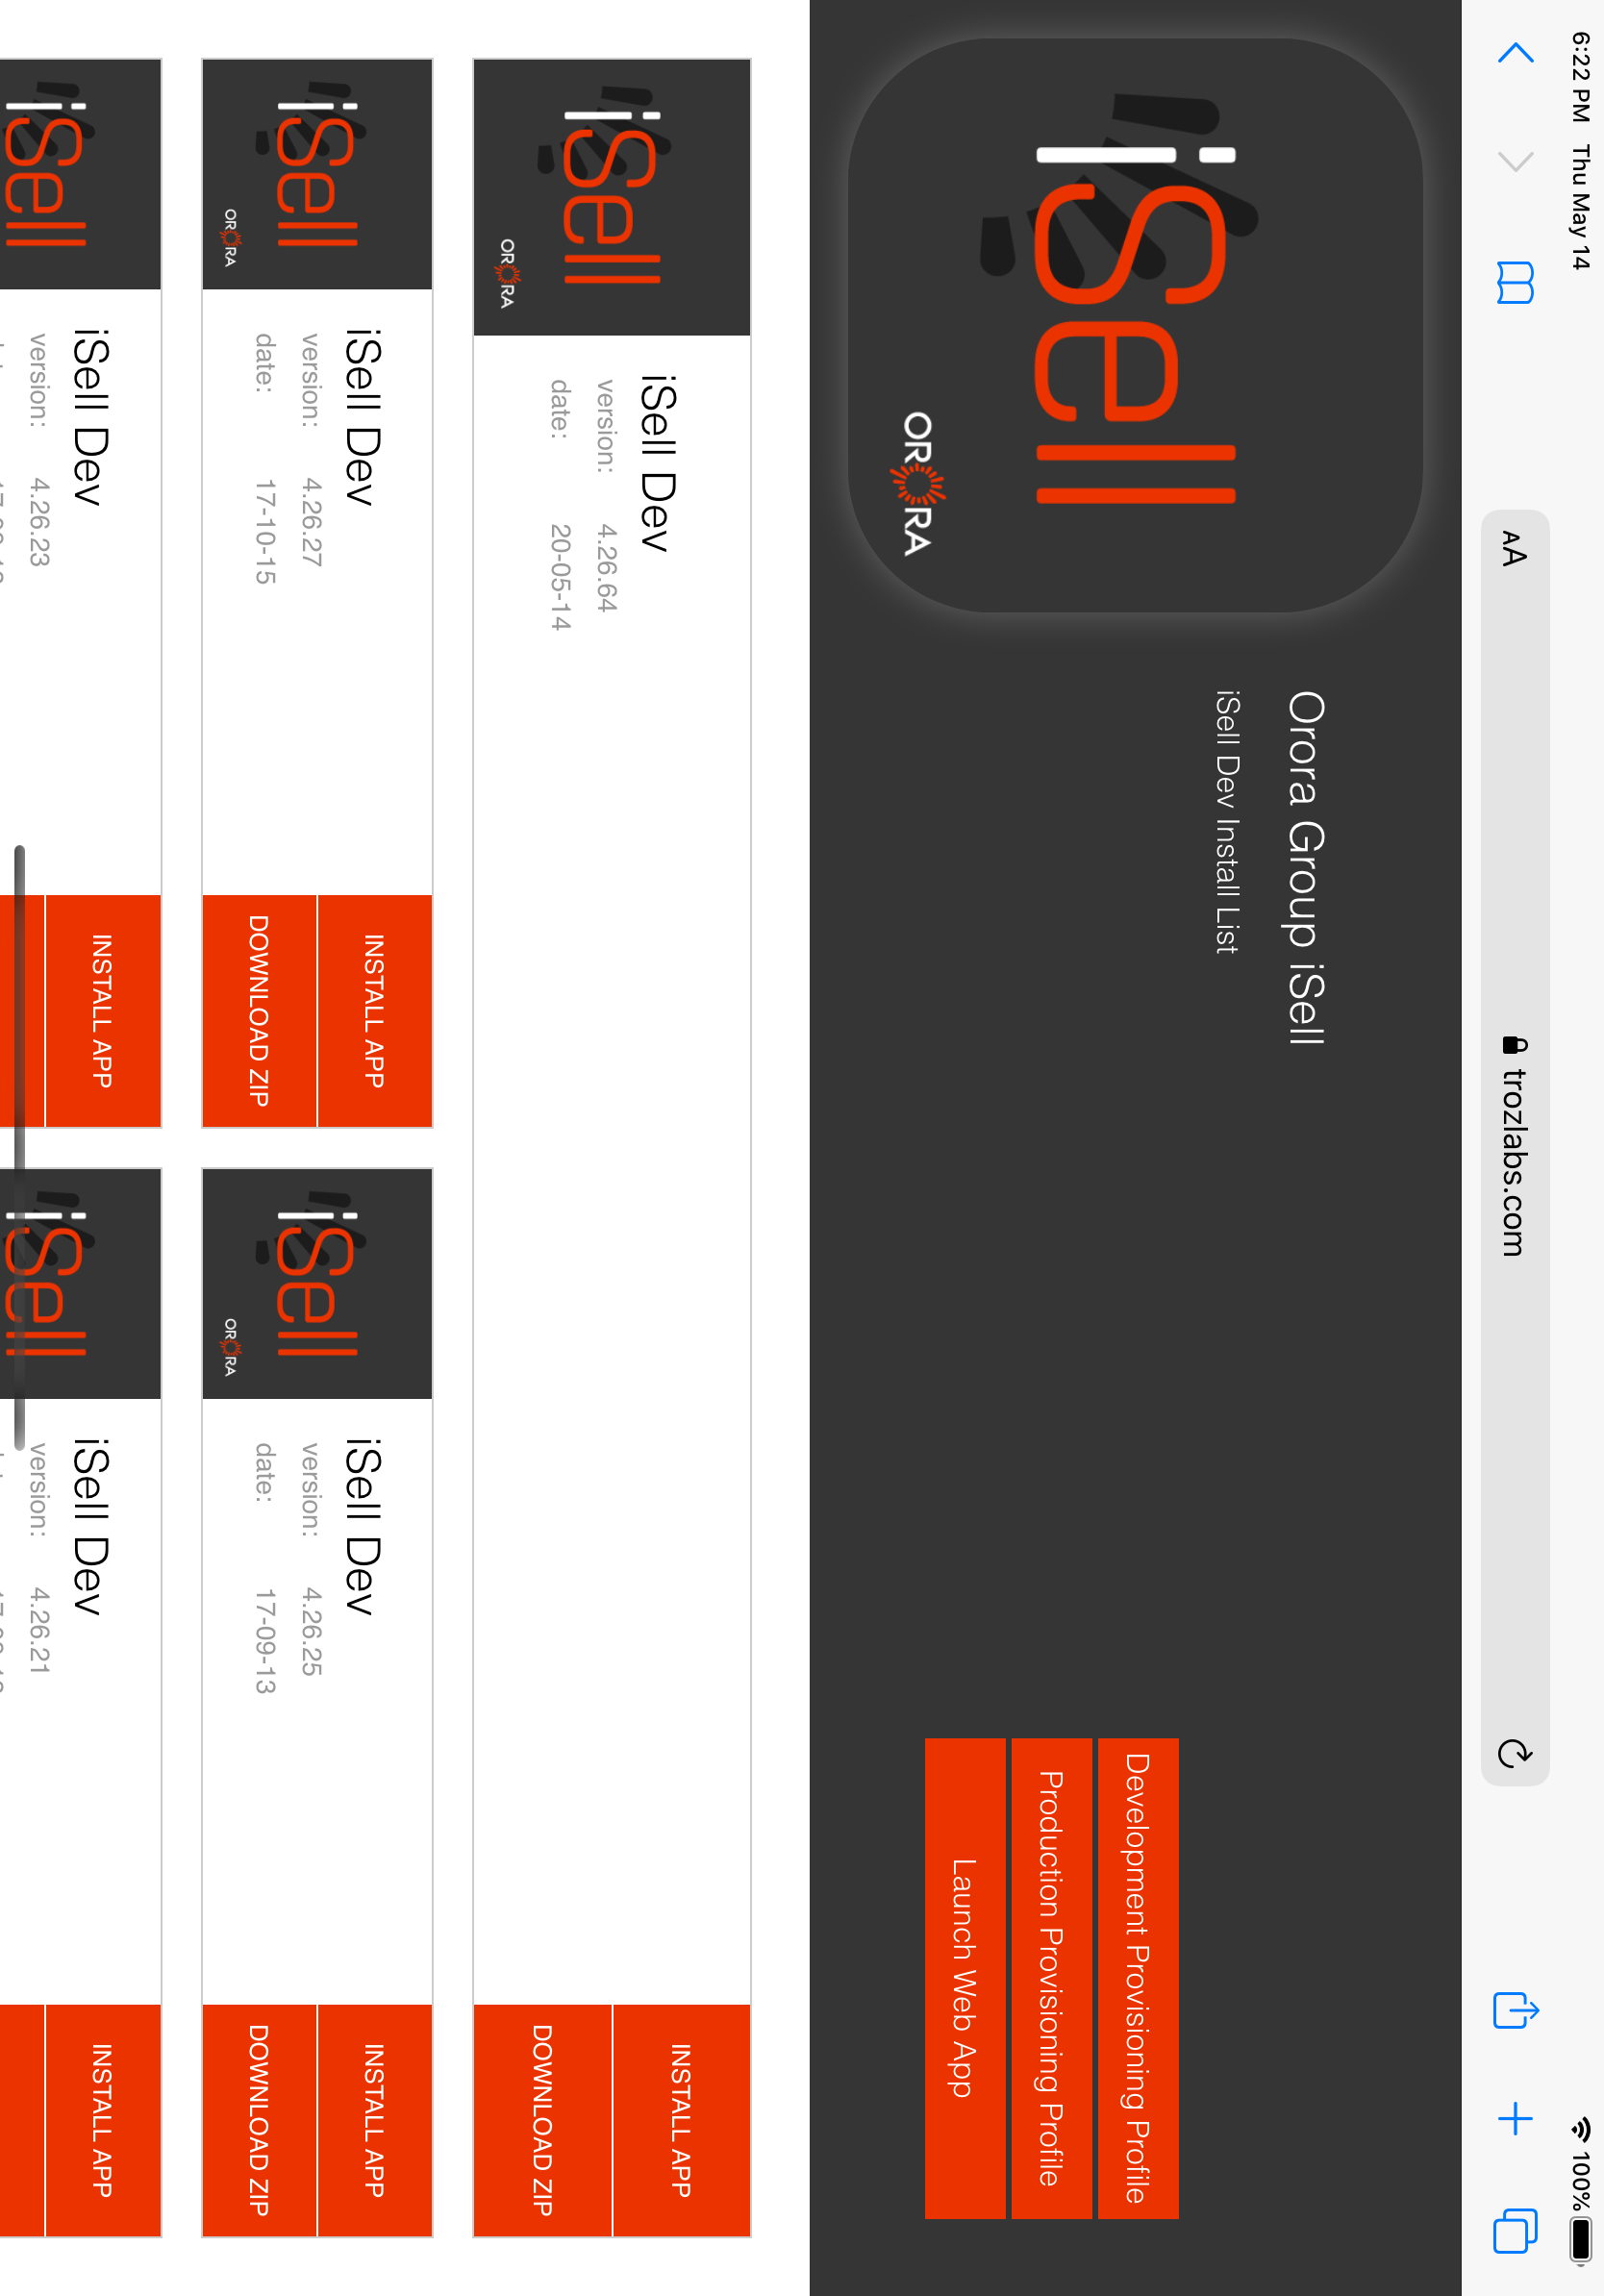 6:22 PM Thu May 14
100%
AA
trozlabs.com
iSell
ORORA
Orora Group iSell
iSell Dev Install List
Development Provisioning Profile
Production Provisioning Profile
Launch Web App
iSell
ORORA
iSell Dev
version: 4.26.64
date: 20-05-14
INSTALL APP
DOWNLOAD ZIP
iSell
ORORA
iSell Dev
version: 4.26.27
date: 17-10-15
INSTALL APP
DOWNLOAD ZIP
iSell
ORORA
iSell Dev
version: 4.26.25
date: 17-09-13
INSTALL APP
DOWNLOAD ZIP
iSell
iSell Dev
version: 4.26.23
INSTALL APP
iSell
iSell Dev
version: 4.26.21
INSTALL APP